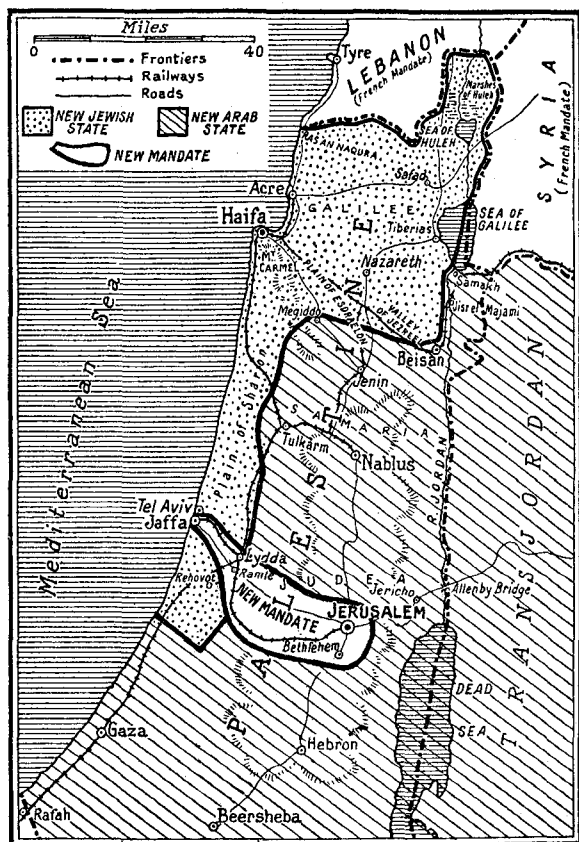 Miles
0 40
Frontiers
Railways
Roads
NEW JEWISH STATE
NEW ARAB STATE
NEW MANDATE
Tyre
LEBANON
(French Mandate)
SYRIA
(French Mandate)
Marshes of Huleh
SEA OF HULEH
RAS AN NAQURA
Safad
Acre
GALILEE
SEA OF GALILEE
Haifa
Tiberias
MT CARMEL
Nazareth
PLAIN OF ESDRAELON
VALLEY OF JEZREEL
Samakh
Jisrel Majami
Megiddo
Beisan
Jenin
Mediterranean Sea
Plain of Sharon
SAMARIA
Tulkarm
Nablus
R. JORDAN
TRANSJORDAN
PALESTINE
Tel Aviv
Jaffa
Lydda
Ramle
Rehovot
JUDEA
Jericho
Allenby Bridge
NEW MANDATE
JERUSALEM
Bethlehem
DEAD SEA
Gaza
Hebron
Rafah
Beersheba